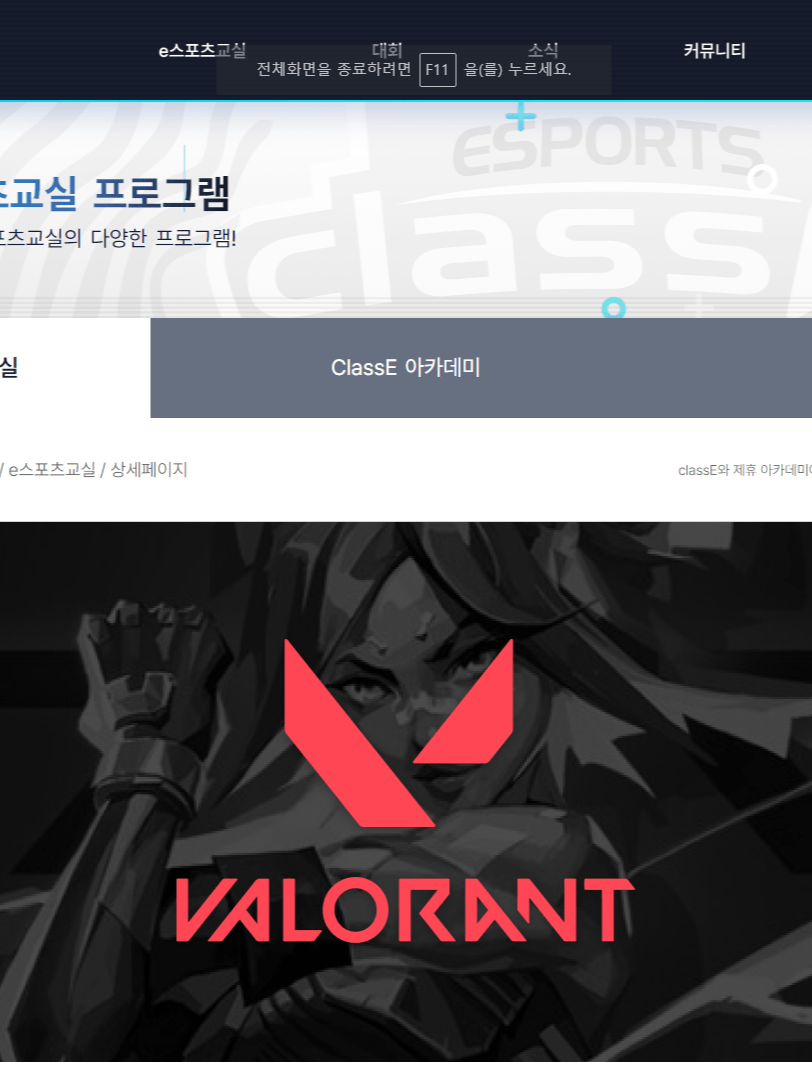 e스포츠교실 대회 소식 커뮤니티
전체화면을 종료하려면 F11 을(를) 누르세요.
ESPORTS
class
츠교실 프로그램
포츠교실의 다양한 프로그램!
실 ClassE 아카데미
/ e스포츠교실 / 상세페이지 classE와 제휴 아카데미
VALORANT